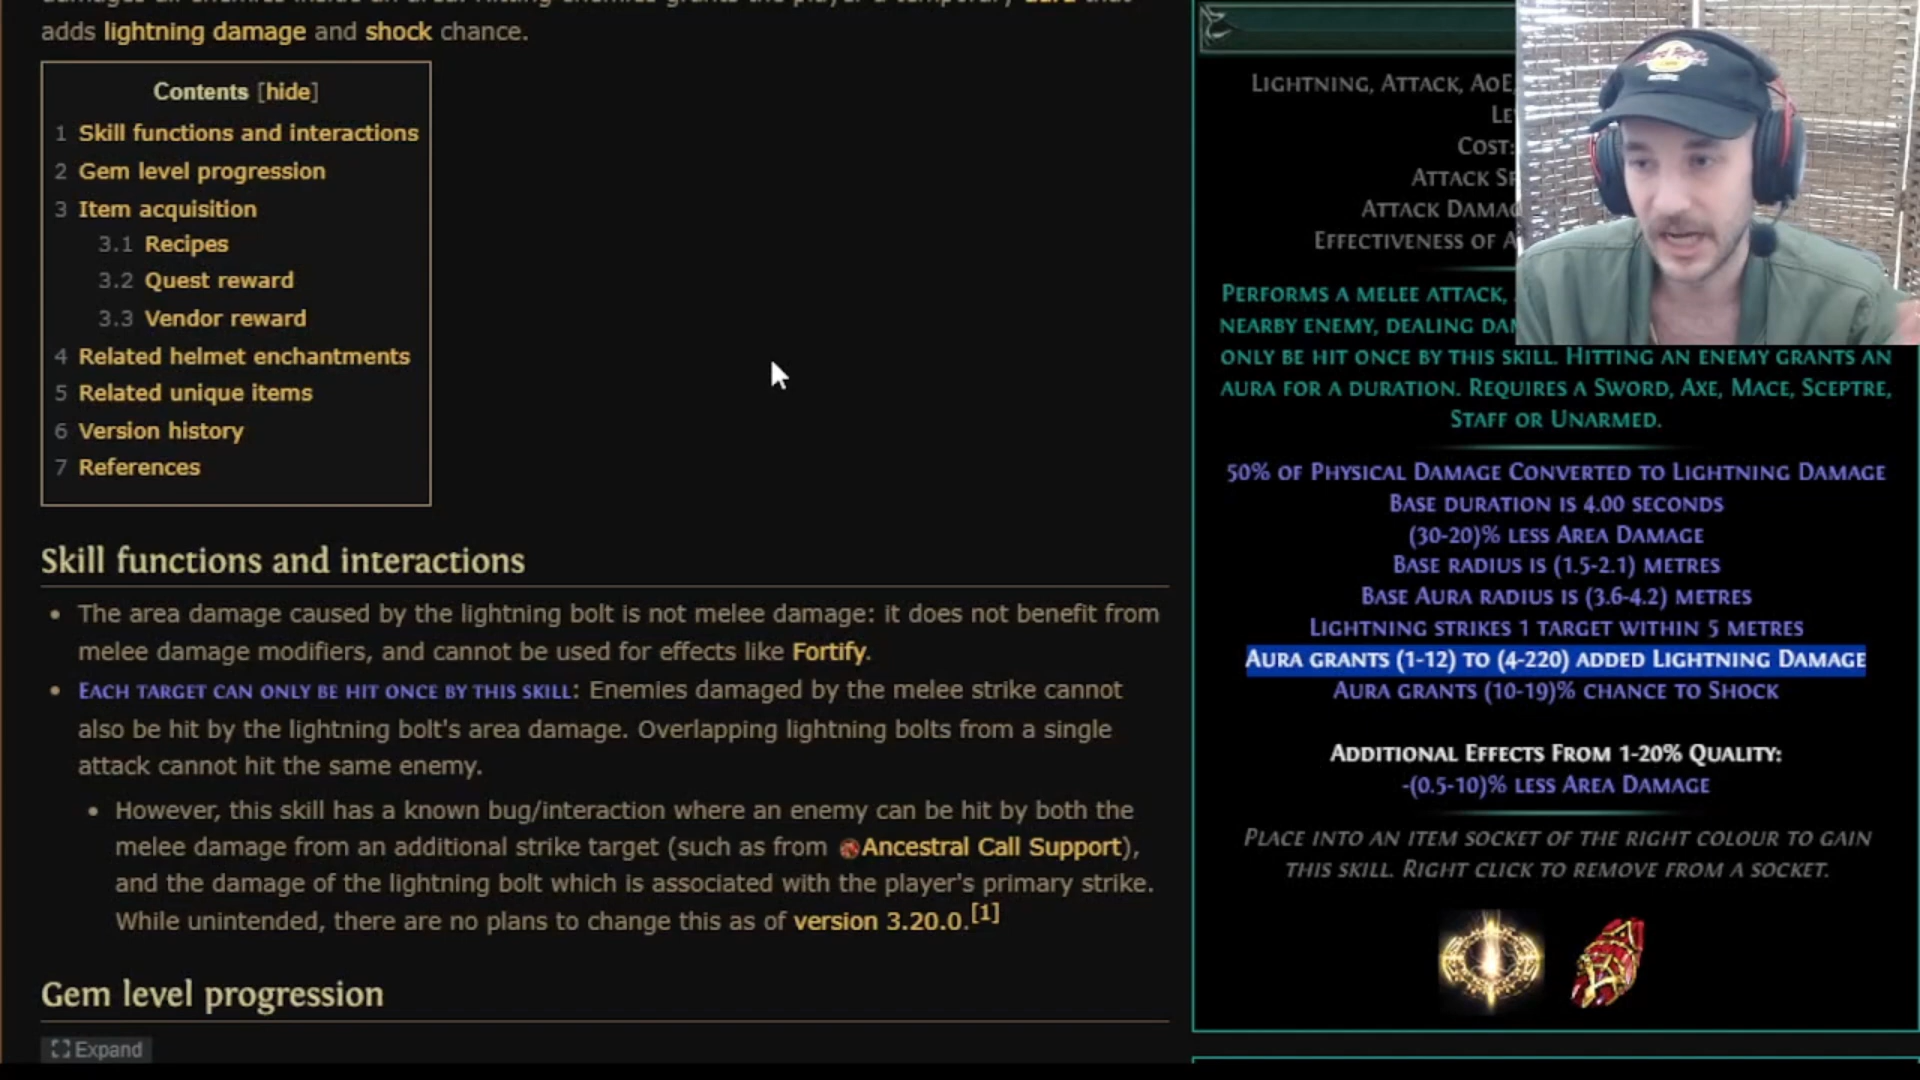 adds lightning damage and shock chance.
Contents [hide]
1 Skill functions and interactions
2 Gem level progression
3 Item acquisition
3.1 Recipes
3.2 Quest reward
3.3 Vendor reward
4 Related helmet enchantments
5 Related unique items
6 Version history
7 References
Skill functions and interactions
• The area damage caused by the lightning bolt is not melee damage: it does not benefit from
melee damage modifiers, and cannot be used for effects like Fortify.
• Each target can only be hit once by this skill: Enemies damaged by the melee strike cannot
also be hit by the lightning bolt's area damage. Overlapping lightning bolts from a single
attack cannot hit the same enemy.
• However, this skill has a known bug/interaction where an enemy can be hit by both the
melee damage from an additional strike target (such as from Ancestral Call Support),
and the damage of the lightning bolt which is associated with the player's primary strike.
While unintended, there are no plans to change this as of version 3.20.0.[1]
Gem level progression
Expand
Lightning, Attack, AoE,
Cost:
Attack
Effectiveness of
Performs a melee attack,
nearby enemy, dealing
only be hit once by this skill. Hitting an enemy grants an
aura for a duration. Requires a Sword, Axe, Mace, Sceptre,
Staff or Unarmed.
50% of Physical Damage Converted to Lightning Damage
Base duration is 4.00 seconds
(30-20)% less Area Damage
Base radius is (1.5-2.1) metres
Base Aura radius is (3.6-4.2) metres
Lightning strikes 1 target within 5 metres
Aura grants (1-12) to (4-220) added Lightning Damage
Aura grants (10-19)% chance to Shock
Additional Effects From 1-20% Quality:
-(0.5-10)% less Area Damage
Place into an item socket of the right colour to gain
this skill. Right click to remove from a socket.